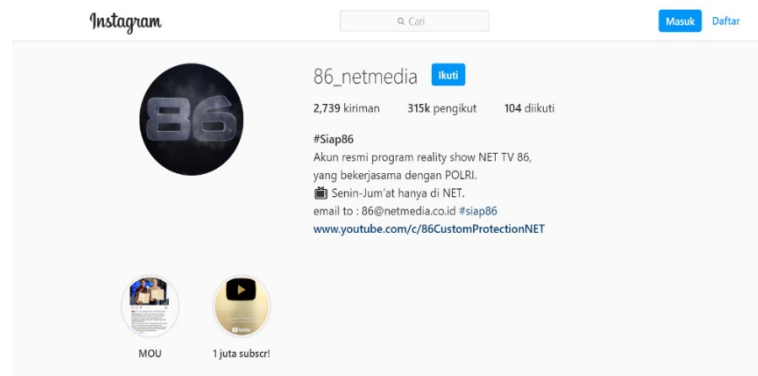 Instagram
Cari
Masuk Daftar
86
86_netmedia Ikuti
2,739 kiriman 315k pengikut 104 diikuti
#Siap86
Akun resmi program reality show NET TV 86,
yang bekerjasama dengan POLRI.
Senin-Jum'at hanya di NET.
email to : 86@netmedia.co.id #siap86
www.youtube.com/c/86CustomProtectionNET
MOU 1 juta subscr!